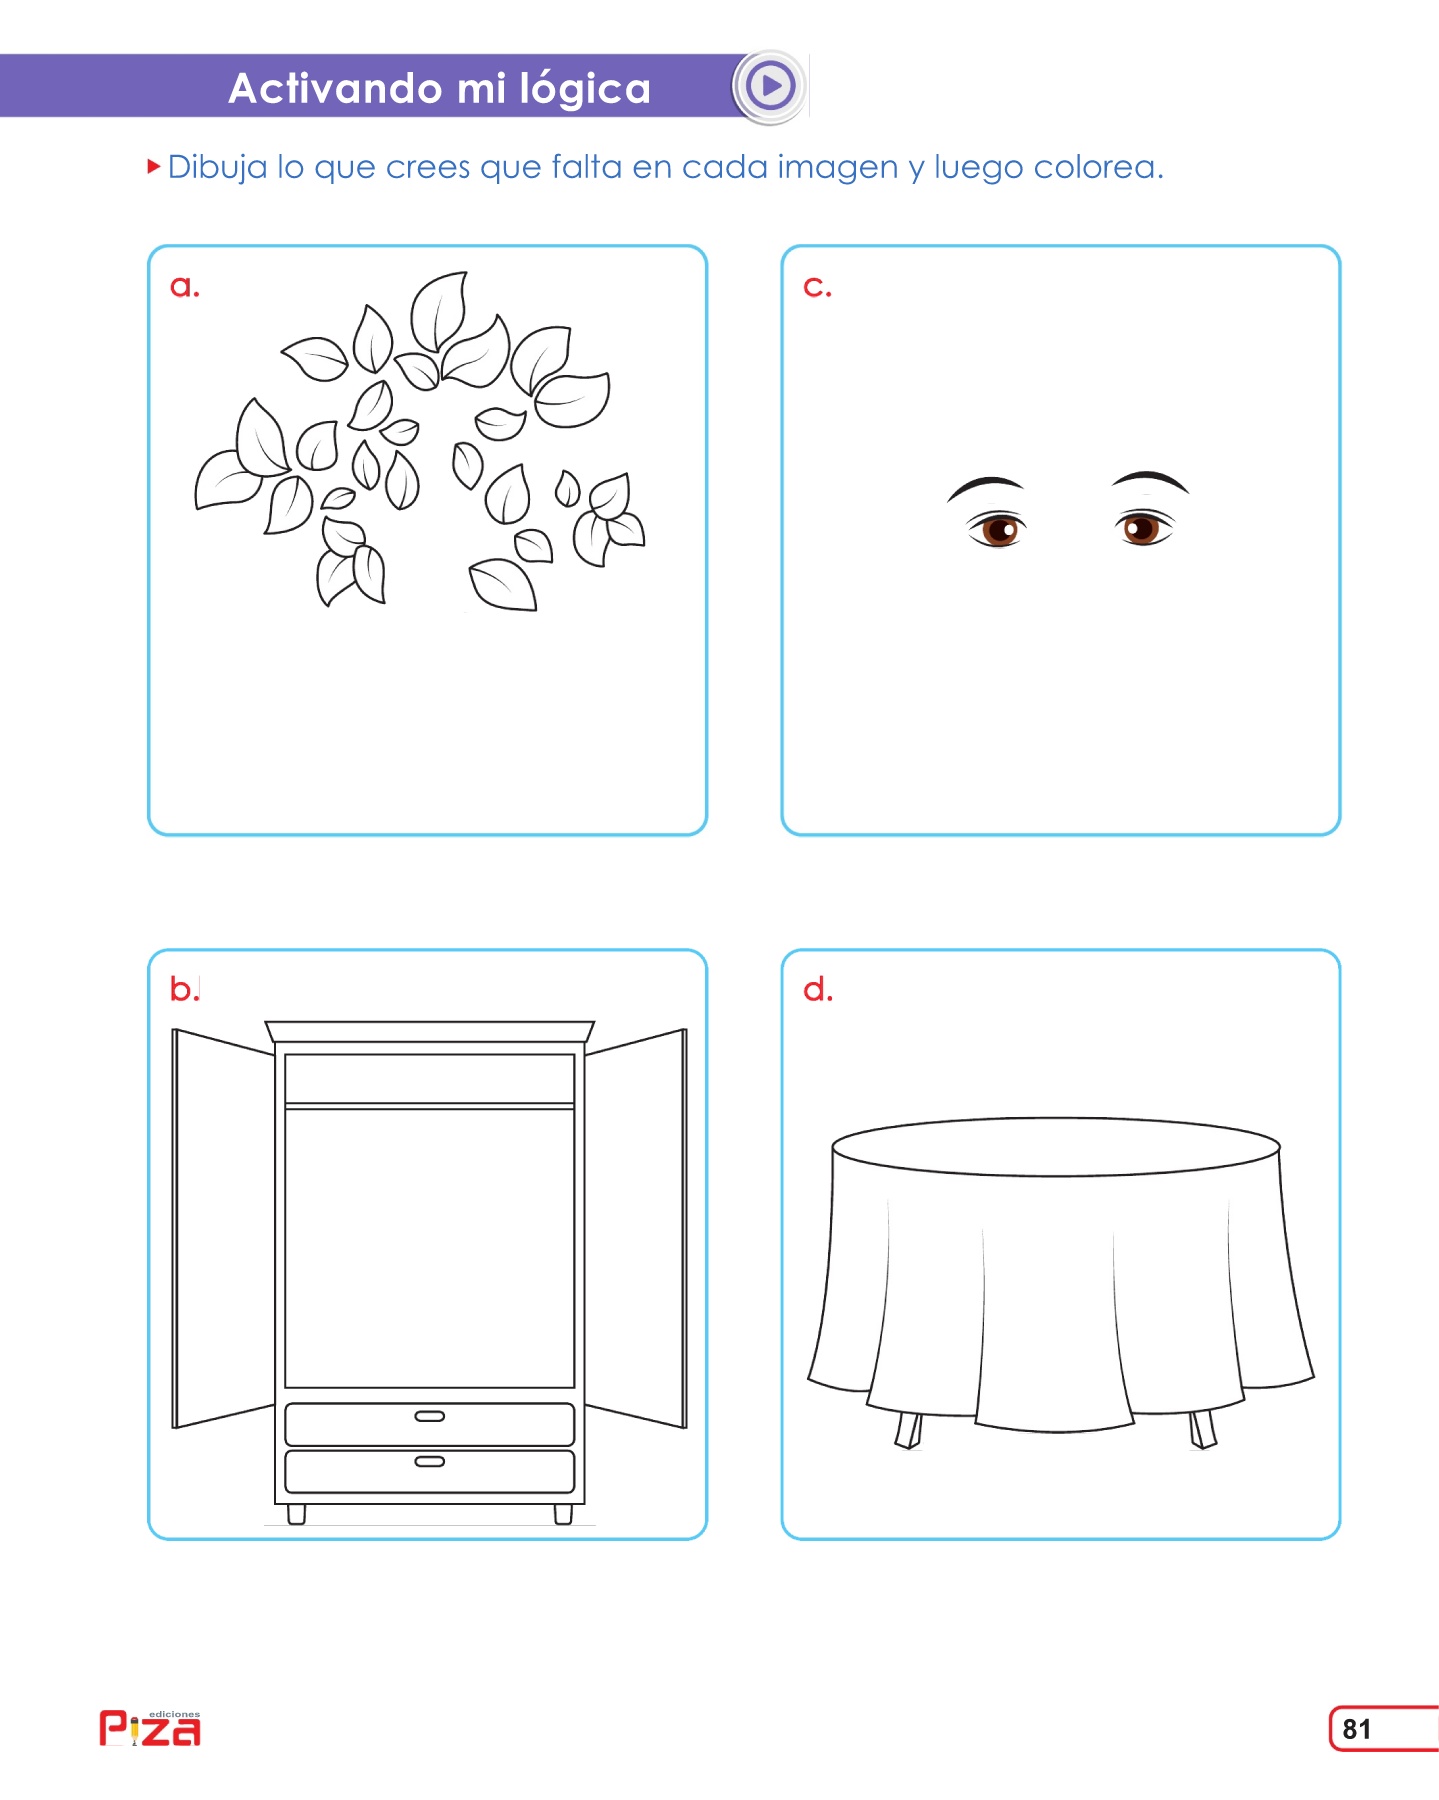 Activando mi lógica
Dibuja lo que crees que falta en cada imagen y luego colorea.
a.
c.
b.
d.
ediciones
Piza
81